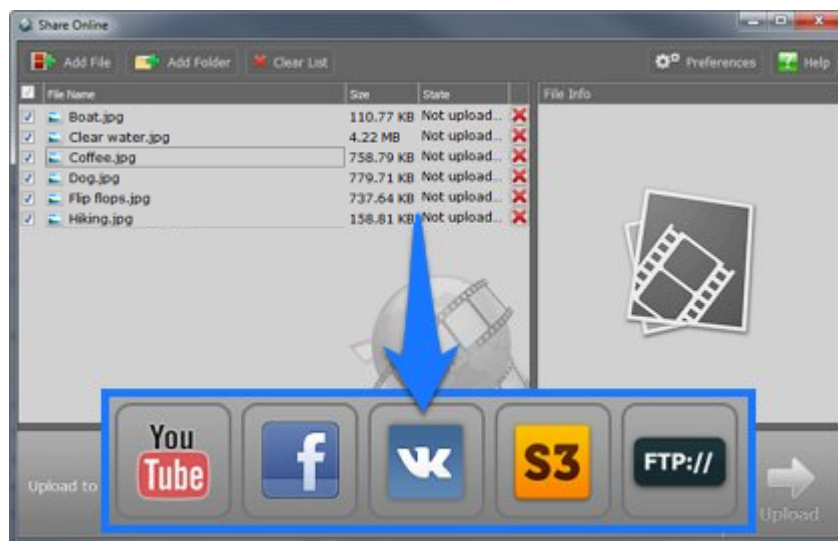 Share Online
Add File Add Folder Clear List Preferences Help
File Name Size State File Info
Boat.jpg 110.77 KB Not upload...
Clear water.jpg 4.22 MB Not upload...
Coffee.jpg 758.79 KB Not upload...
Dog.jpg 779.71 KB Not upload...
Flip flops.jpg 737.64 KB Not upload...
Hiking.jpg 158.81 KB Not upload...
You
Tube f VK S3 FTP://
Upload to
Upload